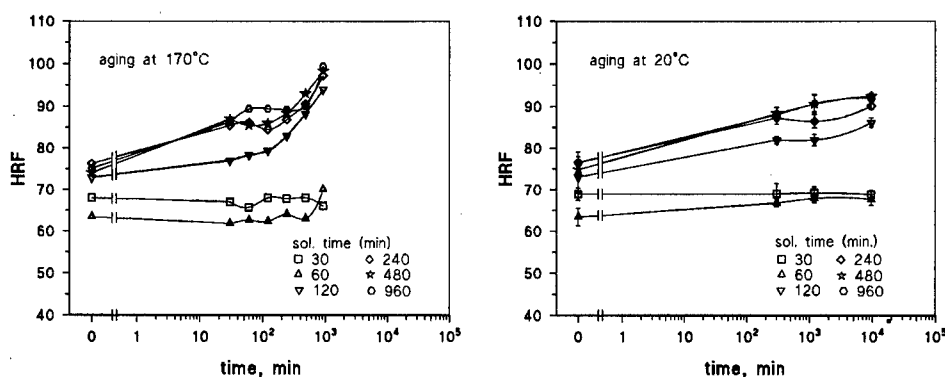 110
100
90
80
70
60
50
40
HRF
aging at 170°C
sol. time (min)
30 240
60 480
120 960
0 1 10 10² 10³ 10⁴ 10⁵
time, min
110
100
90
80
70
60
50
40
HRF
aging at 20°C
sol. time (min.)
30 240
60 480
120 960
0 1 10 10² 10³ 10⁴ 10⁵
time, min